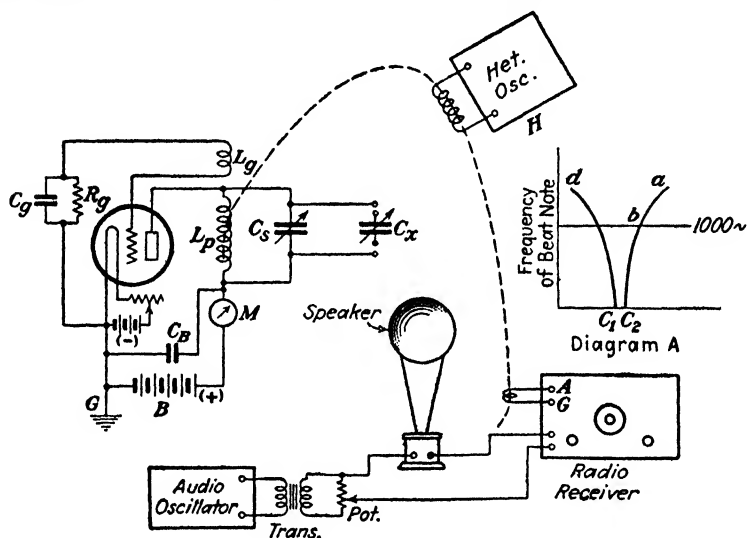 Het.
Osc.
H
Lg
Cg
Rg
Lp
Cs
Cx
M
CB
(-)
G
B
(+)
d
b
a
1000~
Frequency
of Beat Note
C1 C2
Diagram A
Speaker
A
G
Radio
Receiver
Audio
Oscillator
Trans.
Pot.